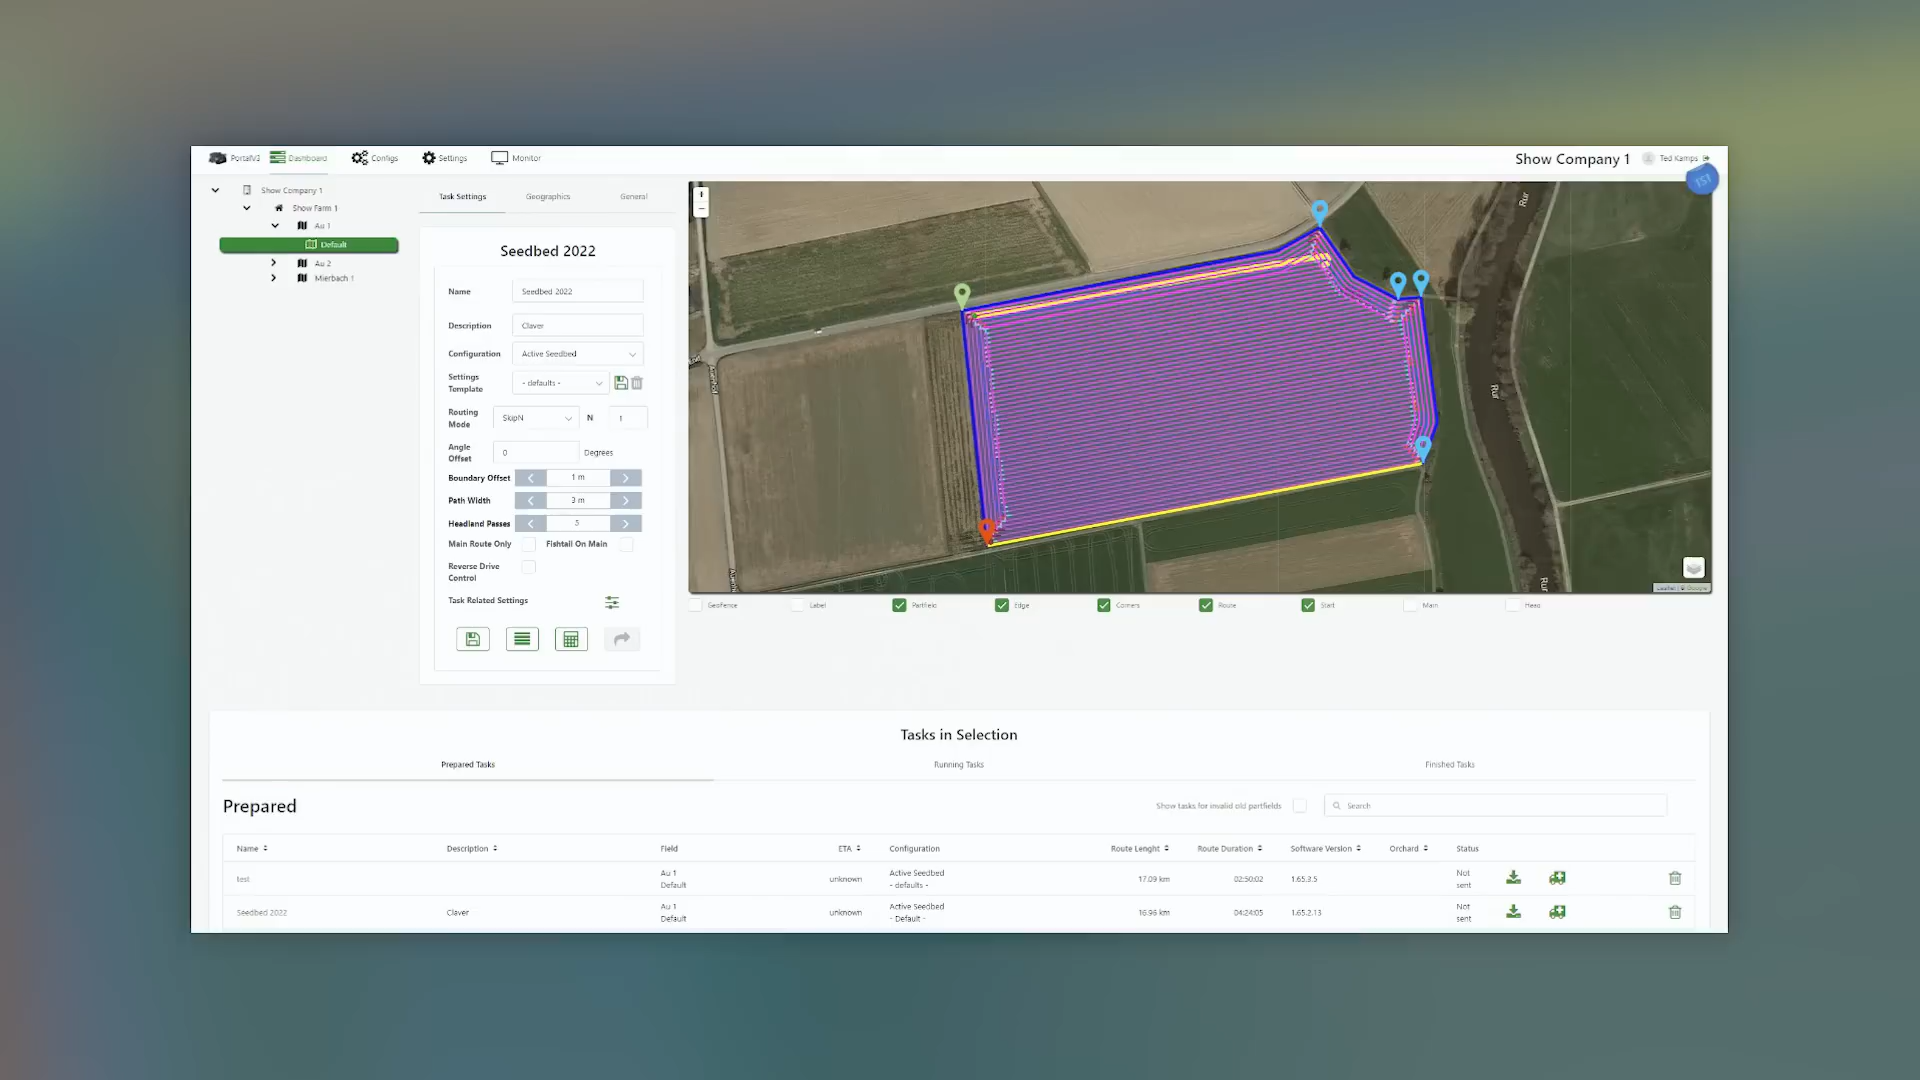 PortalV3 Dashboard Configs Settings Monitor Show Company 1 Ted Kamps
TST
Show Company 1
Show Farm 1
Au 1
Default
Au 2
Mierbach 1
Task Settings Geographics General
Seedbed 2022
Name Seedbed 2022
Description Claver
Configuration Active Seedbed
Settings Template - defaults -
Routing Mode SkipN N 1
Angle Offset 0 Degrees
Boundary Offset 1 m
Path Width 3 m
Headland Passes 5
Main Route Only Fishtail On Main
Reverse Drive Control
Task Related Settings
+
−
Rur
Rur
Rur
Geofence Label Partfield Edge Corners Route Start Main Head
Tasks in Selection
Prepared Tasks Running Tasks Finished Tasks
Prepared Show tasks for invalid old partfields Search
Name Description Field ETA Configuration Route Lenght Route Duration Software Version Orchard Status
test Au 1 Default unknown Active Seedbed - defaults - 17.09 km 02:50:02 1.65.2.5 Not sent
Seedbed 2022 Claver Au 1 Default unknown Active Seedbed - Default - 16.96 km 04:24:05 1.65.2.13 Not sent